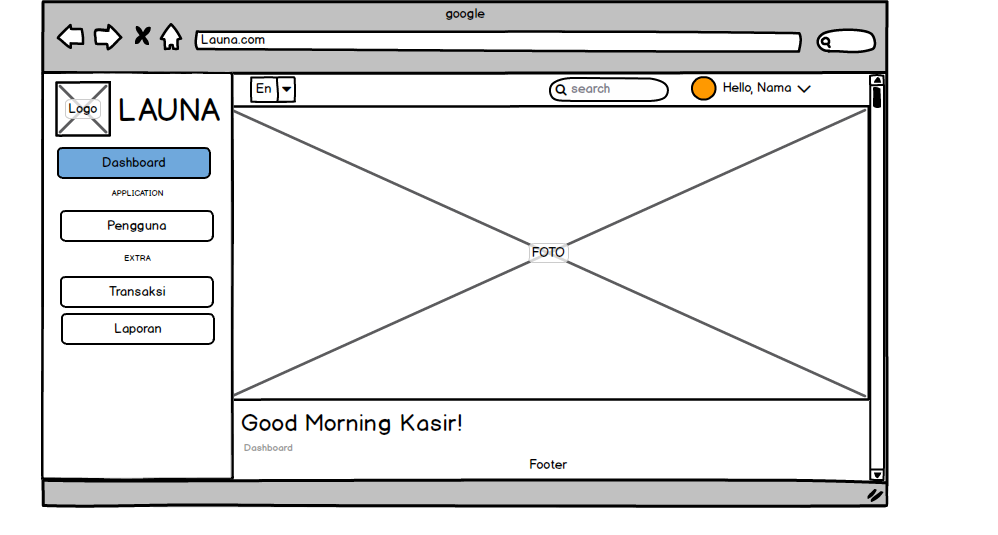 google
Launa.com
Logo
LAUNA
En
search
Hello, Nama
Dashboard
APPLICATION
Pengguna
EXTRA
Transaksi
Laporan
FOTO
Good Morning Kasir!
Dashboard
Footer